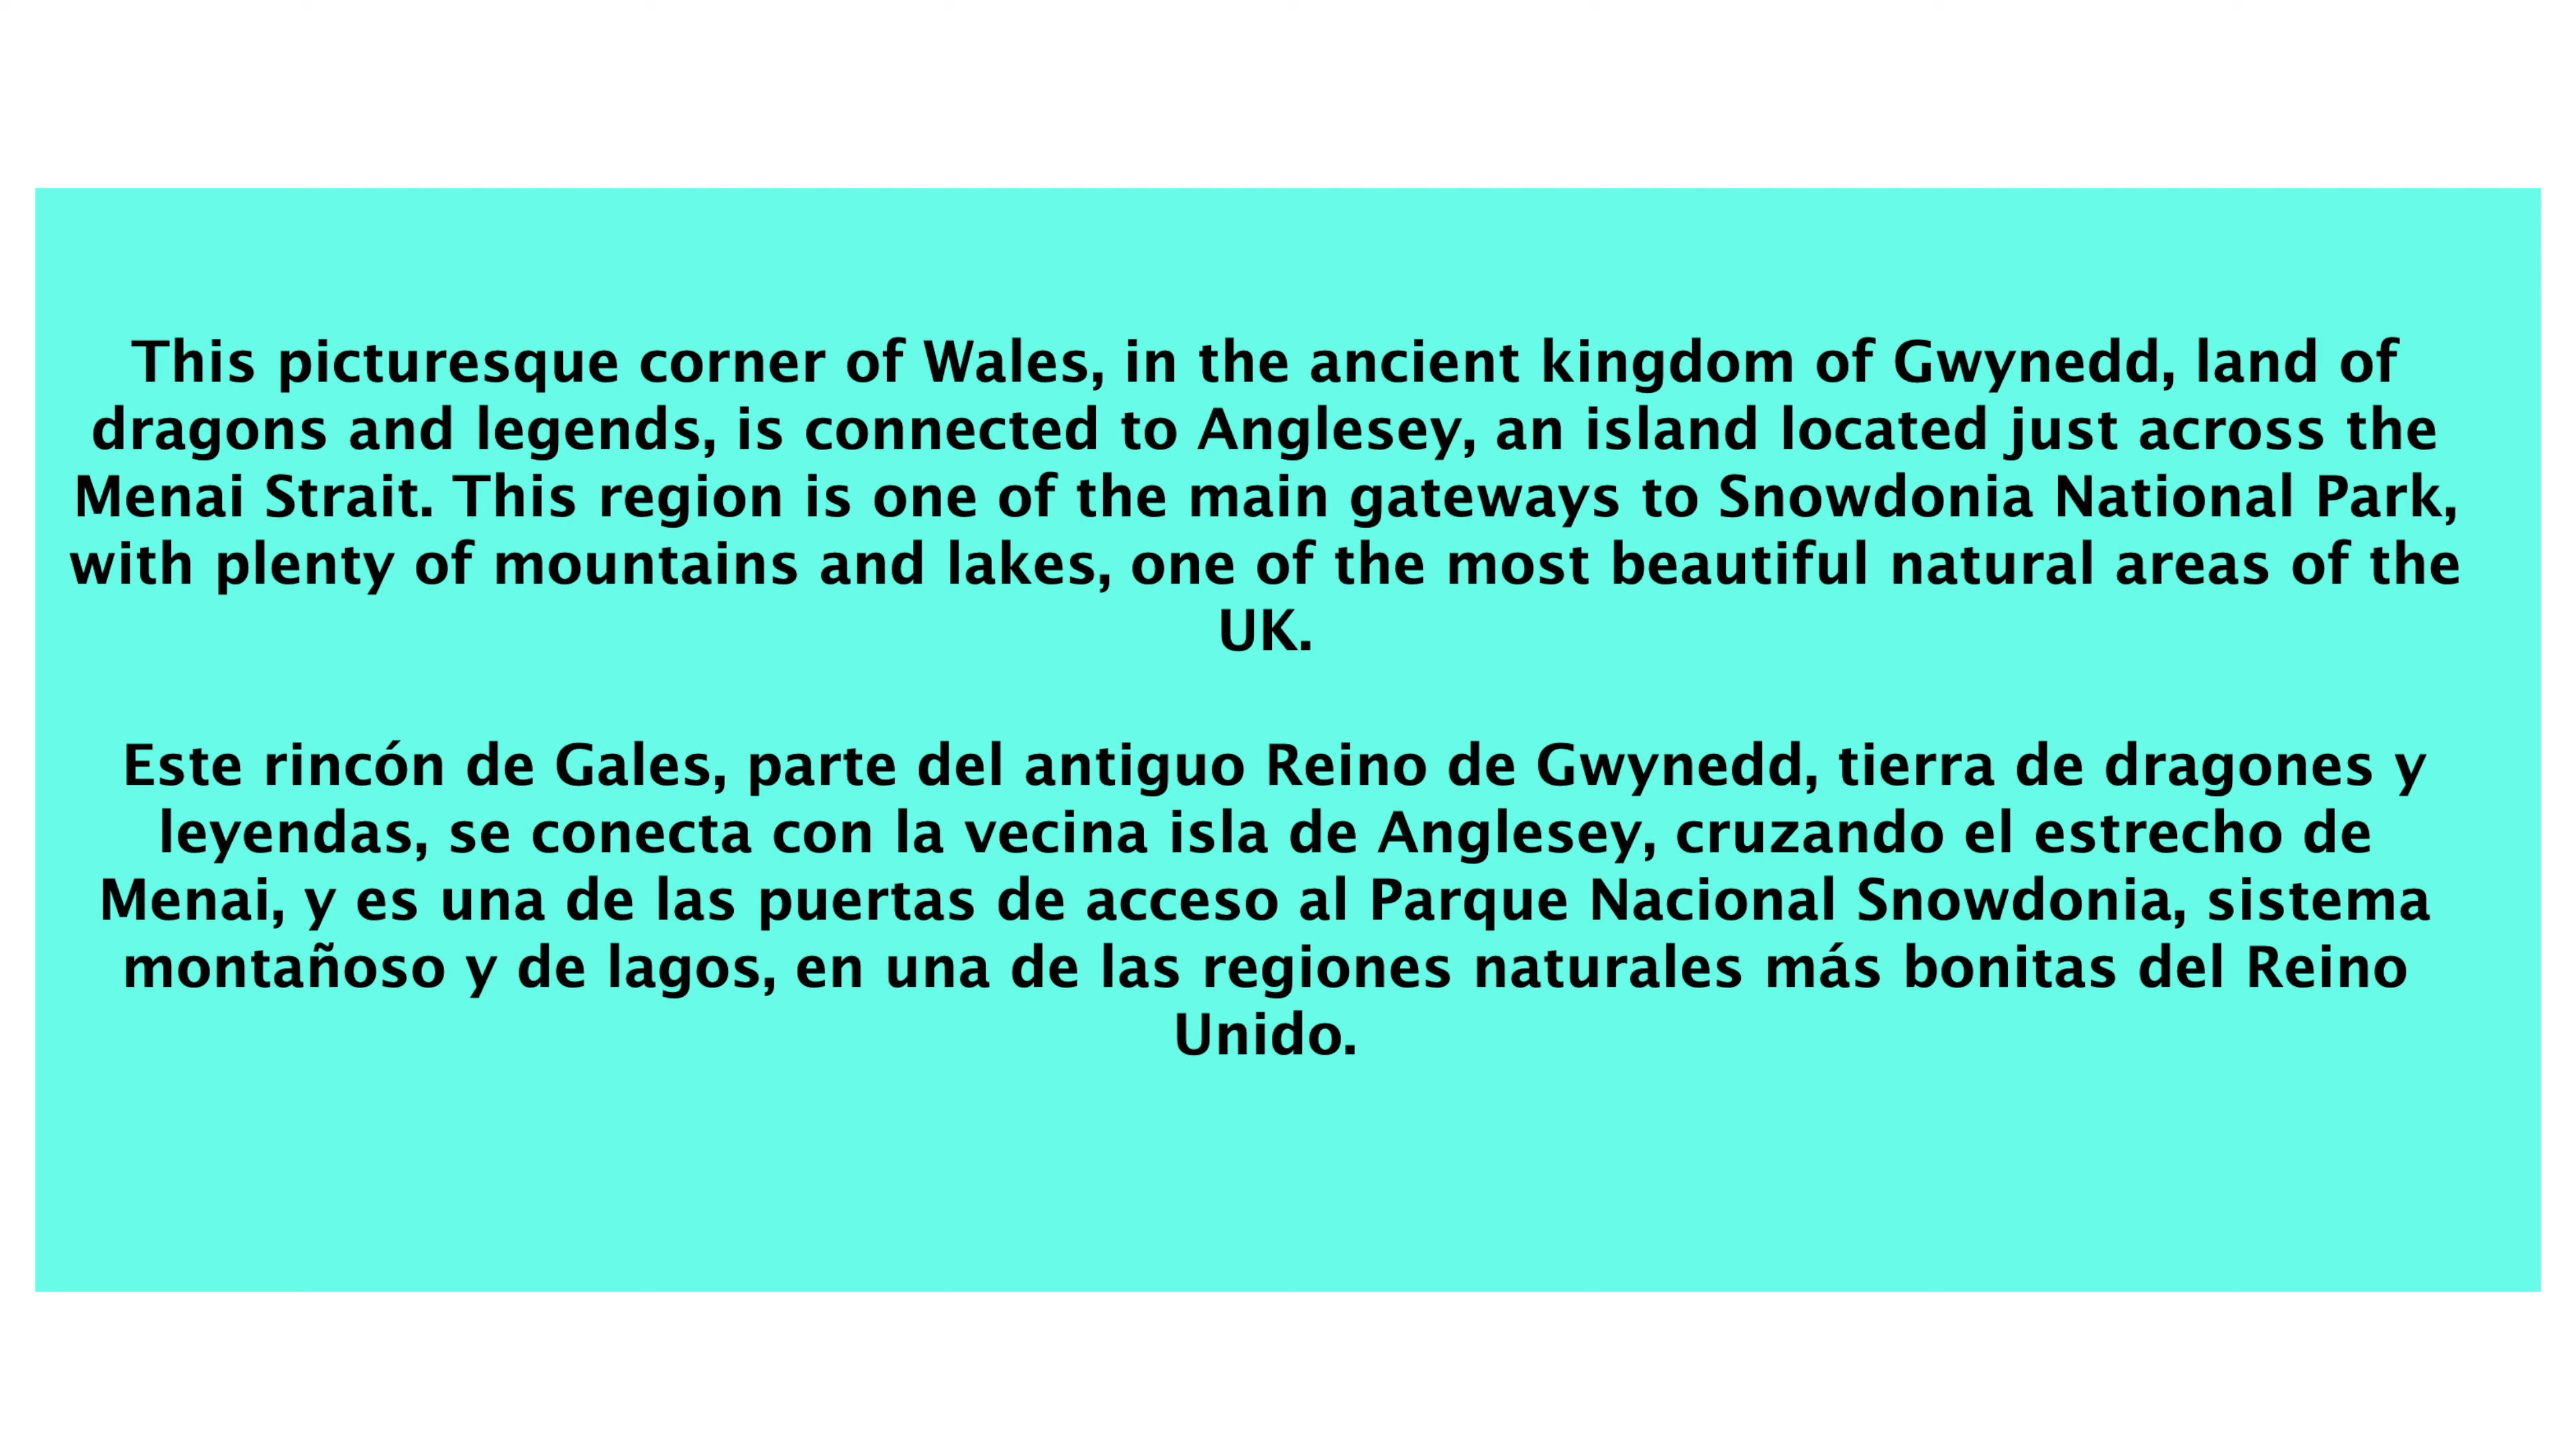 This picturesque corner of Wales, in the ancient kingdom of Gwynedd, land of
dragons and legends, is connected to Anglesey, an island located just across the
Menai Strait. This region is one of the main gateways to Snowdonia National Park,
with plenty of mountains and lakes, one of the most beautiful natural areas of the
UK.
Este rincón de Gales, parte del antiguo Reino de Gwynedd, tierra de dragones y
leyendas, se conecta con la vecina isla de Anglesey, cruzando el estrecho de
Menai, y es una de las puertas de acceso al Parque Nacional Snowdonia, sistema
montañoso y de lagos, en una de las regiones naturales más bonitas del Reino
Unido.